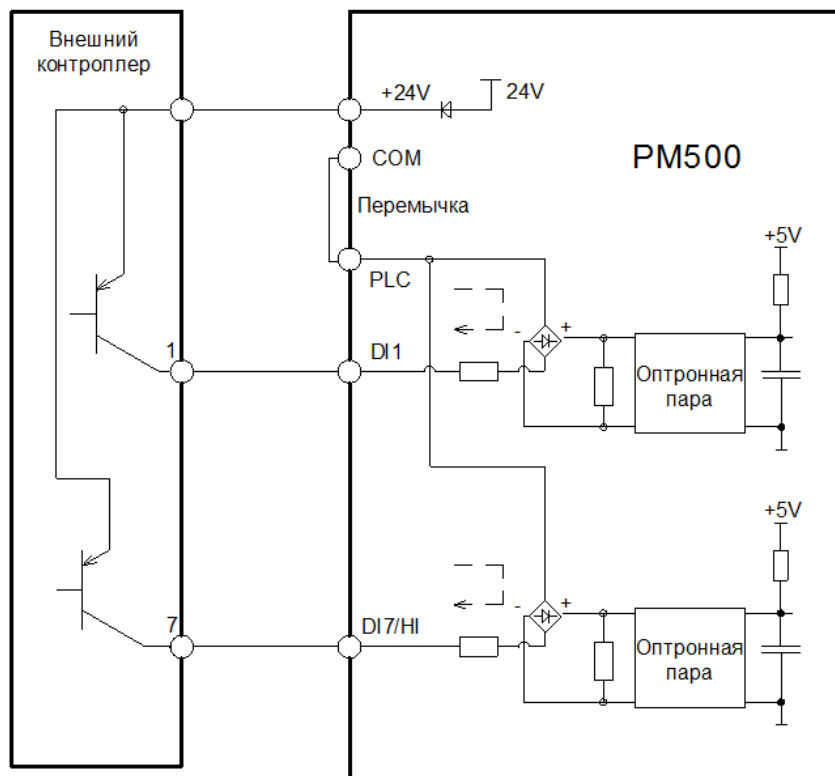 Внешний
контроллер
+24V
24V
COM
PM500
Перемычка
PLC
+5V
- +
1
DI1
Оптронная
пара
+5V
- +
7
DI7/HI
Оптронная
пара